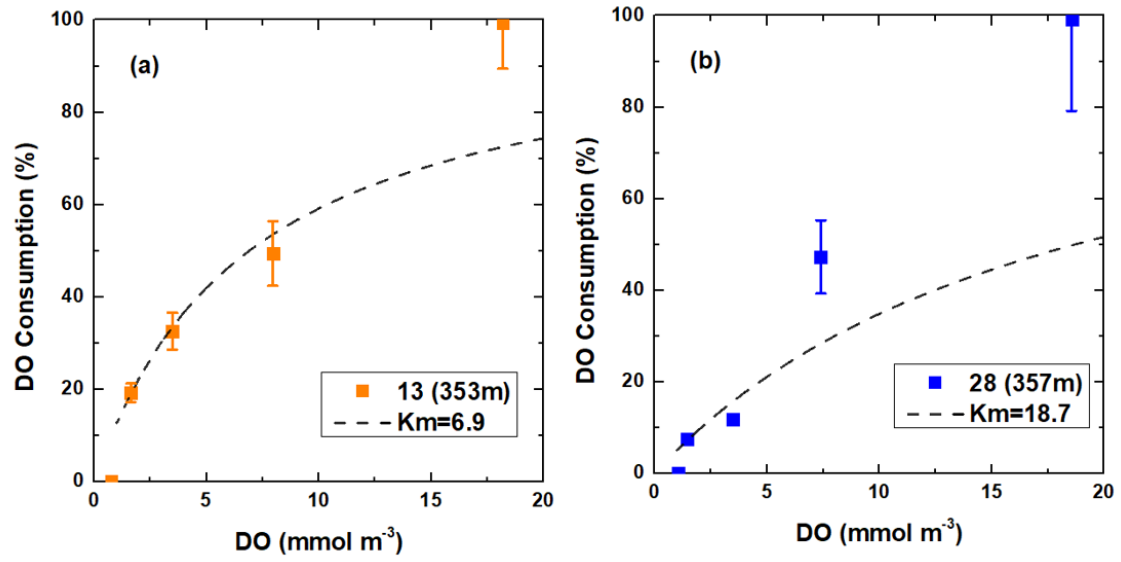 (a)
DO Consumption (%)
100
80
60
40
20
0
0 5 10 15 20
DO (mmol m⁻³)
13 (353m)
Km=6.9
(b)
DO Consumption (%)
100
80
60
40
20
0
0 5 10 15 20
DO (mmol m⁻³)
28 (357m)
Km=18.7